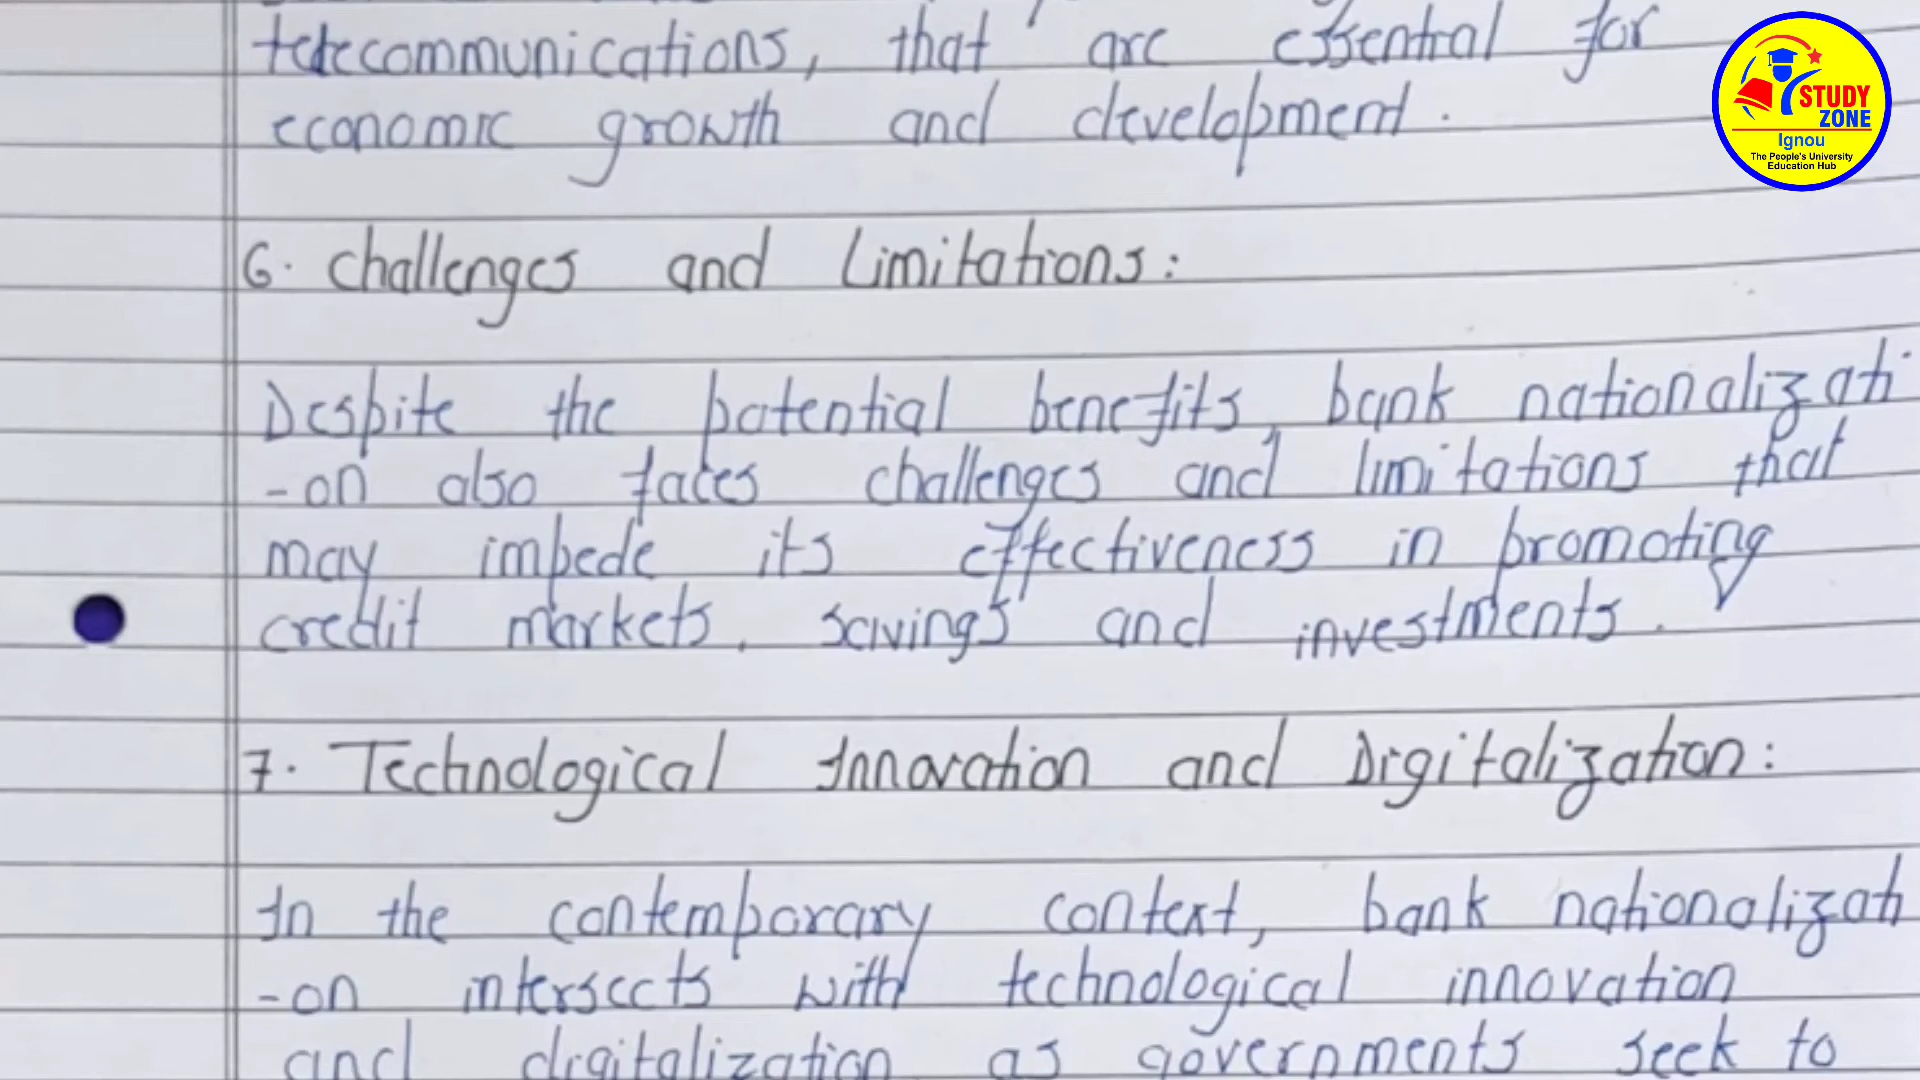 telecommunications, that are essential for
economic growth and development.
6. Challenges and Limitations:
Despite the potential benefits, bank nationalizati
-on also faces challenges and limitations that
may impede its effectiveness in promoting
credit markets, savings and investments.
7. Technological Innovation and Digitalization:
In the contemporary context, bank nationalizati
-on intersects with technological innovation
and digitalization as governments seek to
STUDY
ZONE
Ignou
The People's University
Education Hub